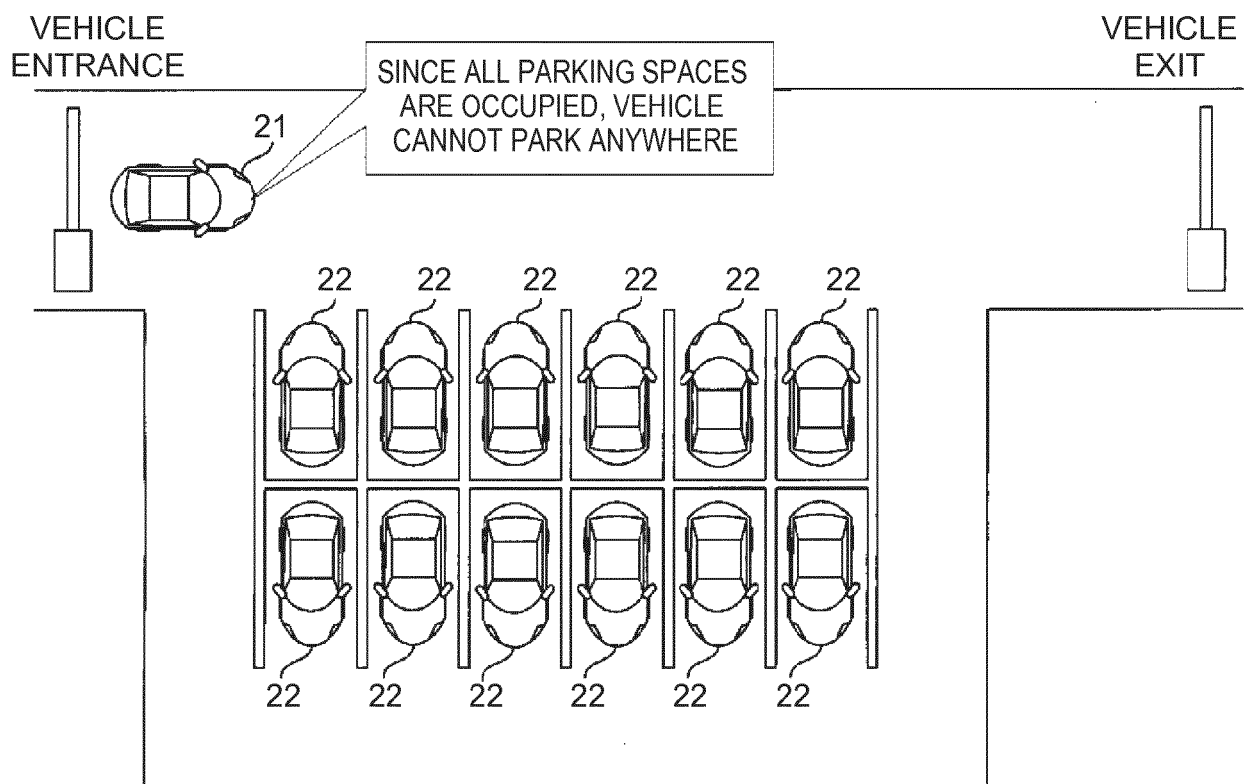 VEHICLE
ENTRANCE
VEHICLE
EXIT
SINCE ALL PARKING SPACES
ARE OCCUPIED, VEHICLE
CANNOT PARK ANYWHERE
21
22 22 22 22 22 22
22 22 22 22 22 22